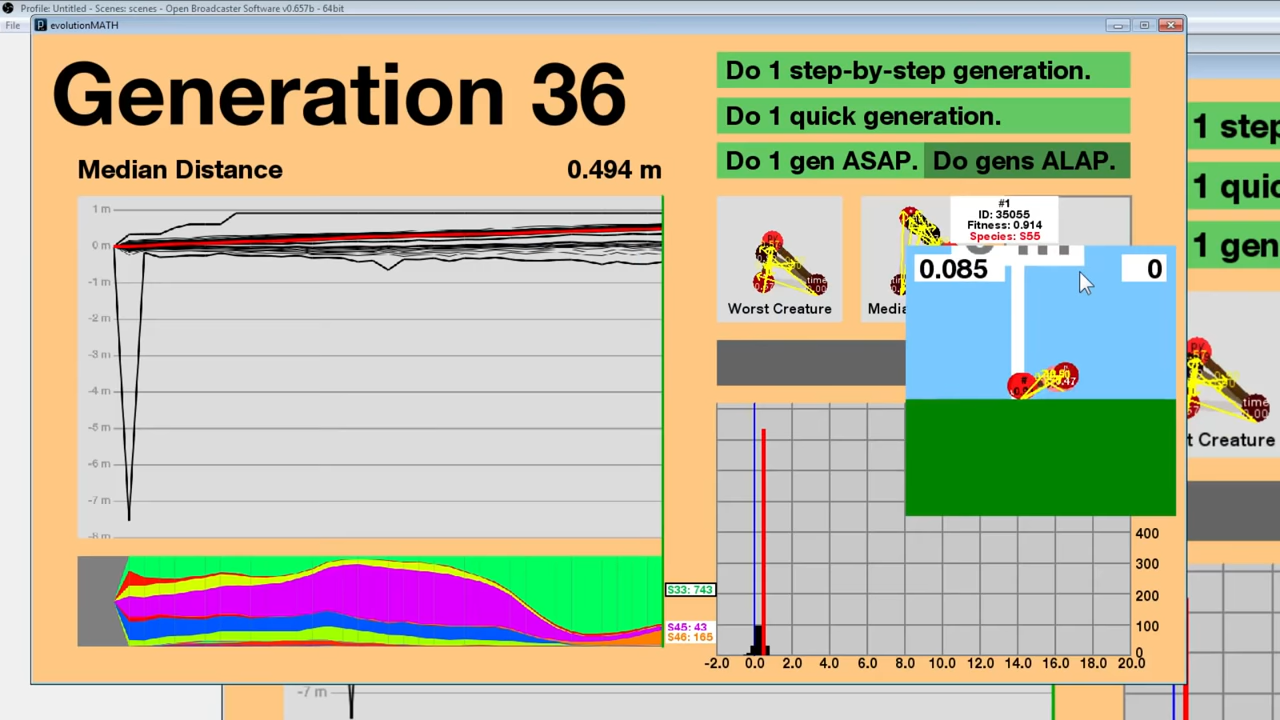 Profile: Untitled - Scenes: scenes - Open Broadcaster Software v0.657b - 64bit
File
evolutionMATH
Generation 36
Do 1 step-by-step generation.
Do 1 quick generation.
Do 1 gen ASAP.
Do gens ALAP.
Median Distance
0.494 m
1 m
0 m
-1 m
-2 m
-3 m
-4 m
-5 m
-6 m
-7 m
-8 m
Worst Creature
Media
#1
ID: 35055
Fitness: 0.914
Species: S55
0.085
0
S33: 743
S45: 43
S46: 165
400
300
200
100
0
-2.0 0.0 2.0 4.0 6.0 8.0 10.0 12.0 14.0 16.0 18.0 20.0
1 step
1 quic
1 gen
time
0.00
t Creature
-7 m